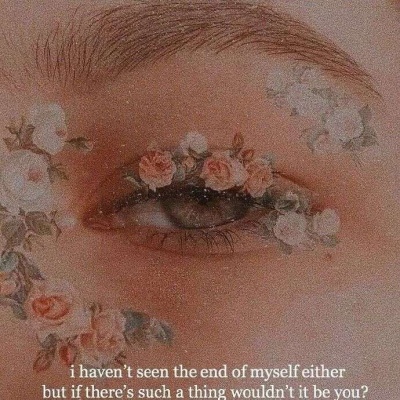 i haven't seen the end of myself either
but if there's such a thing wouldn't it be you?